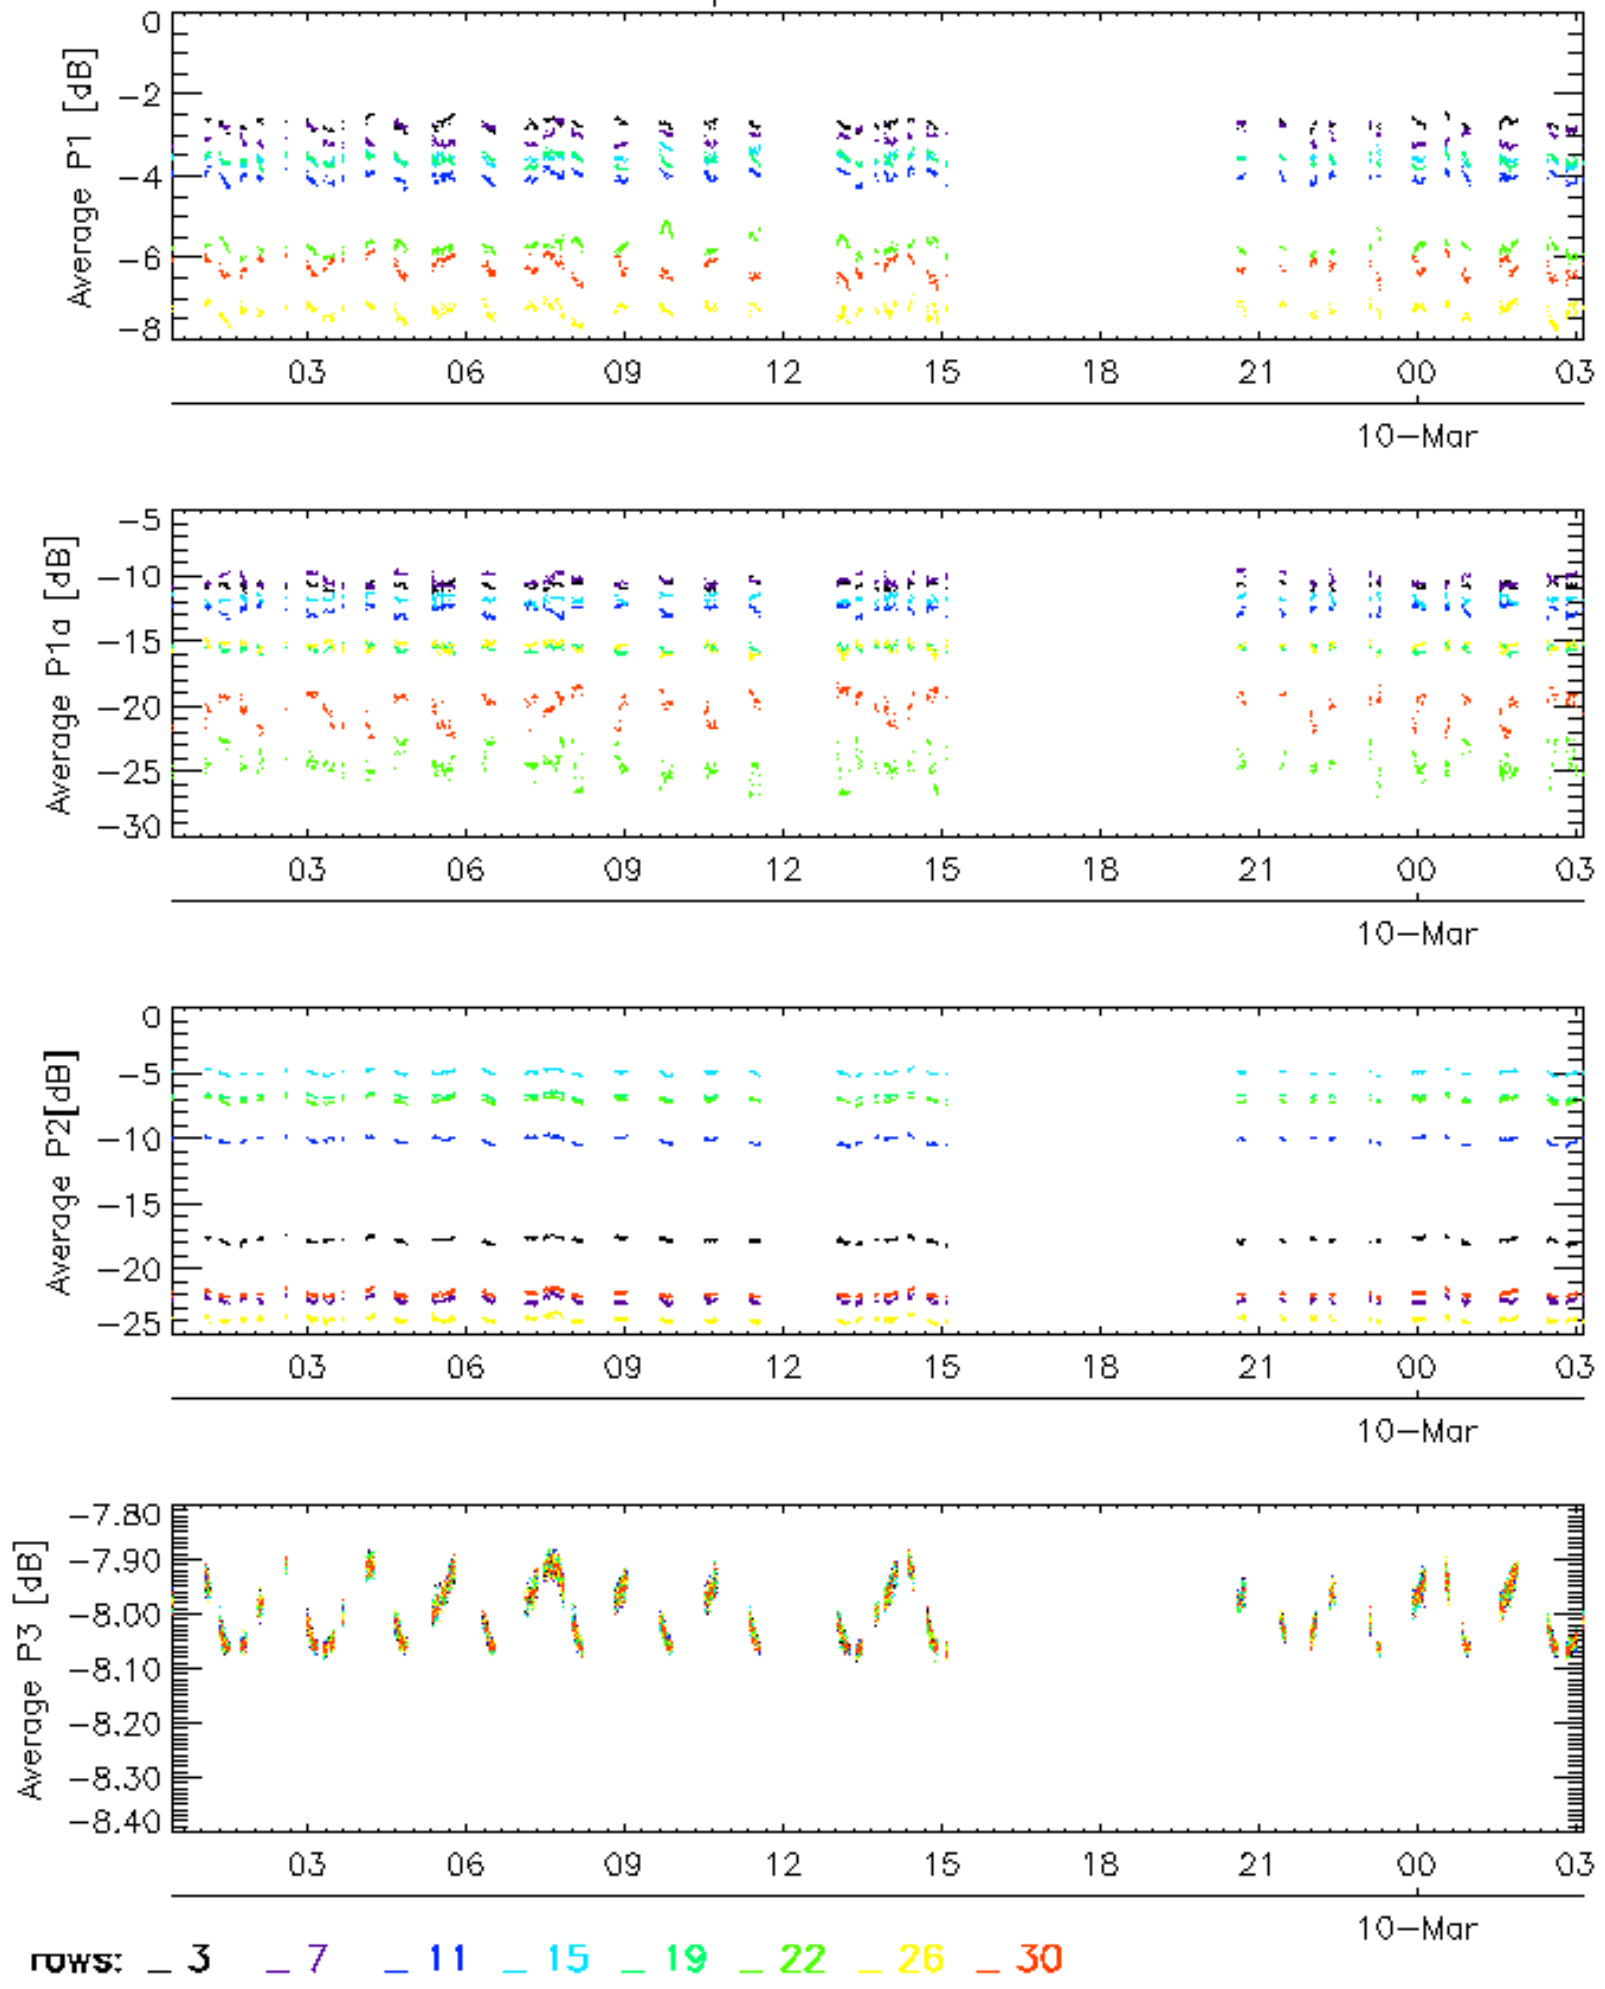 0
-2
-4
-6
-8
Average P1 [dB]
03 06 09 12 15 18 21 00 03
10-Mar
-5
-10
-15
-20
-25
-30
Average P1a [dB]
03 06 09 12 15 18 21 00 03
10-Mar
0
-5
-10
-15
-20
-25
Average P2[dB]
03 06 09 12 15 18 21 00 03
10-Mar
-7.80
-7.90
-8.00
-8.10
-8.20
-8.30
-8.40
Average P3 [dB]
03 06 09 12 15 18 21 00 03
10-Mar
rows: _ 3 _ 7 _ 11 _ 15 _ 19 _ 22 _ 26 _ 30